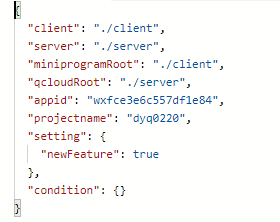 {
"client": "./client",
"server": "./server",
"miniprogramRoot": "./client",
"qcloudRoot": "./server",
"appid": "wxfce3e6c557df1e84",
"projectname": "dyq0220",
"setting": {
"newFeature": true
},
"condition": {}
}